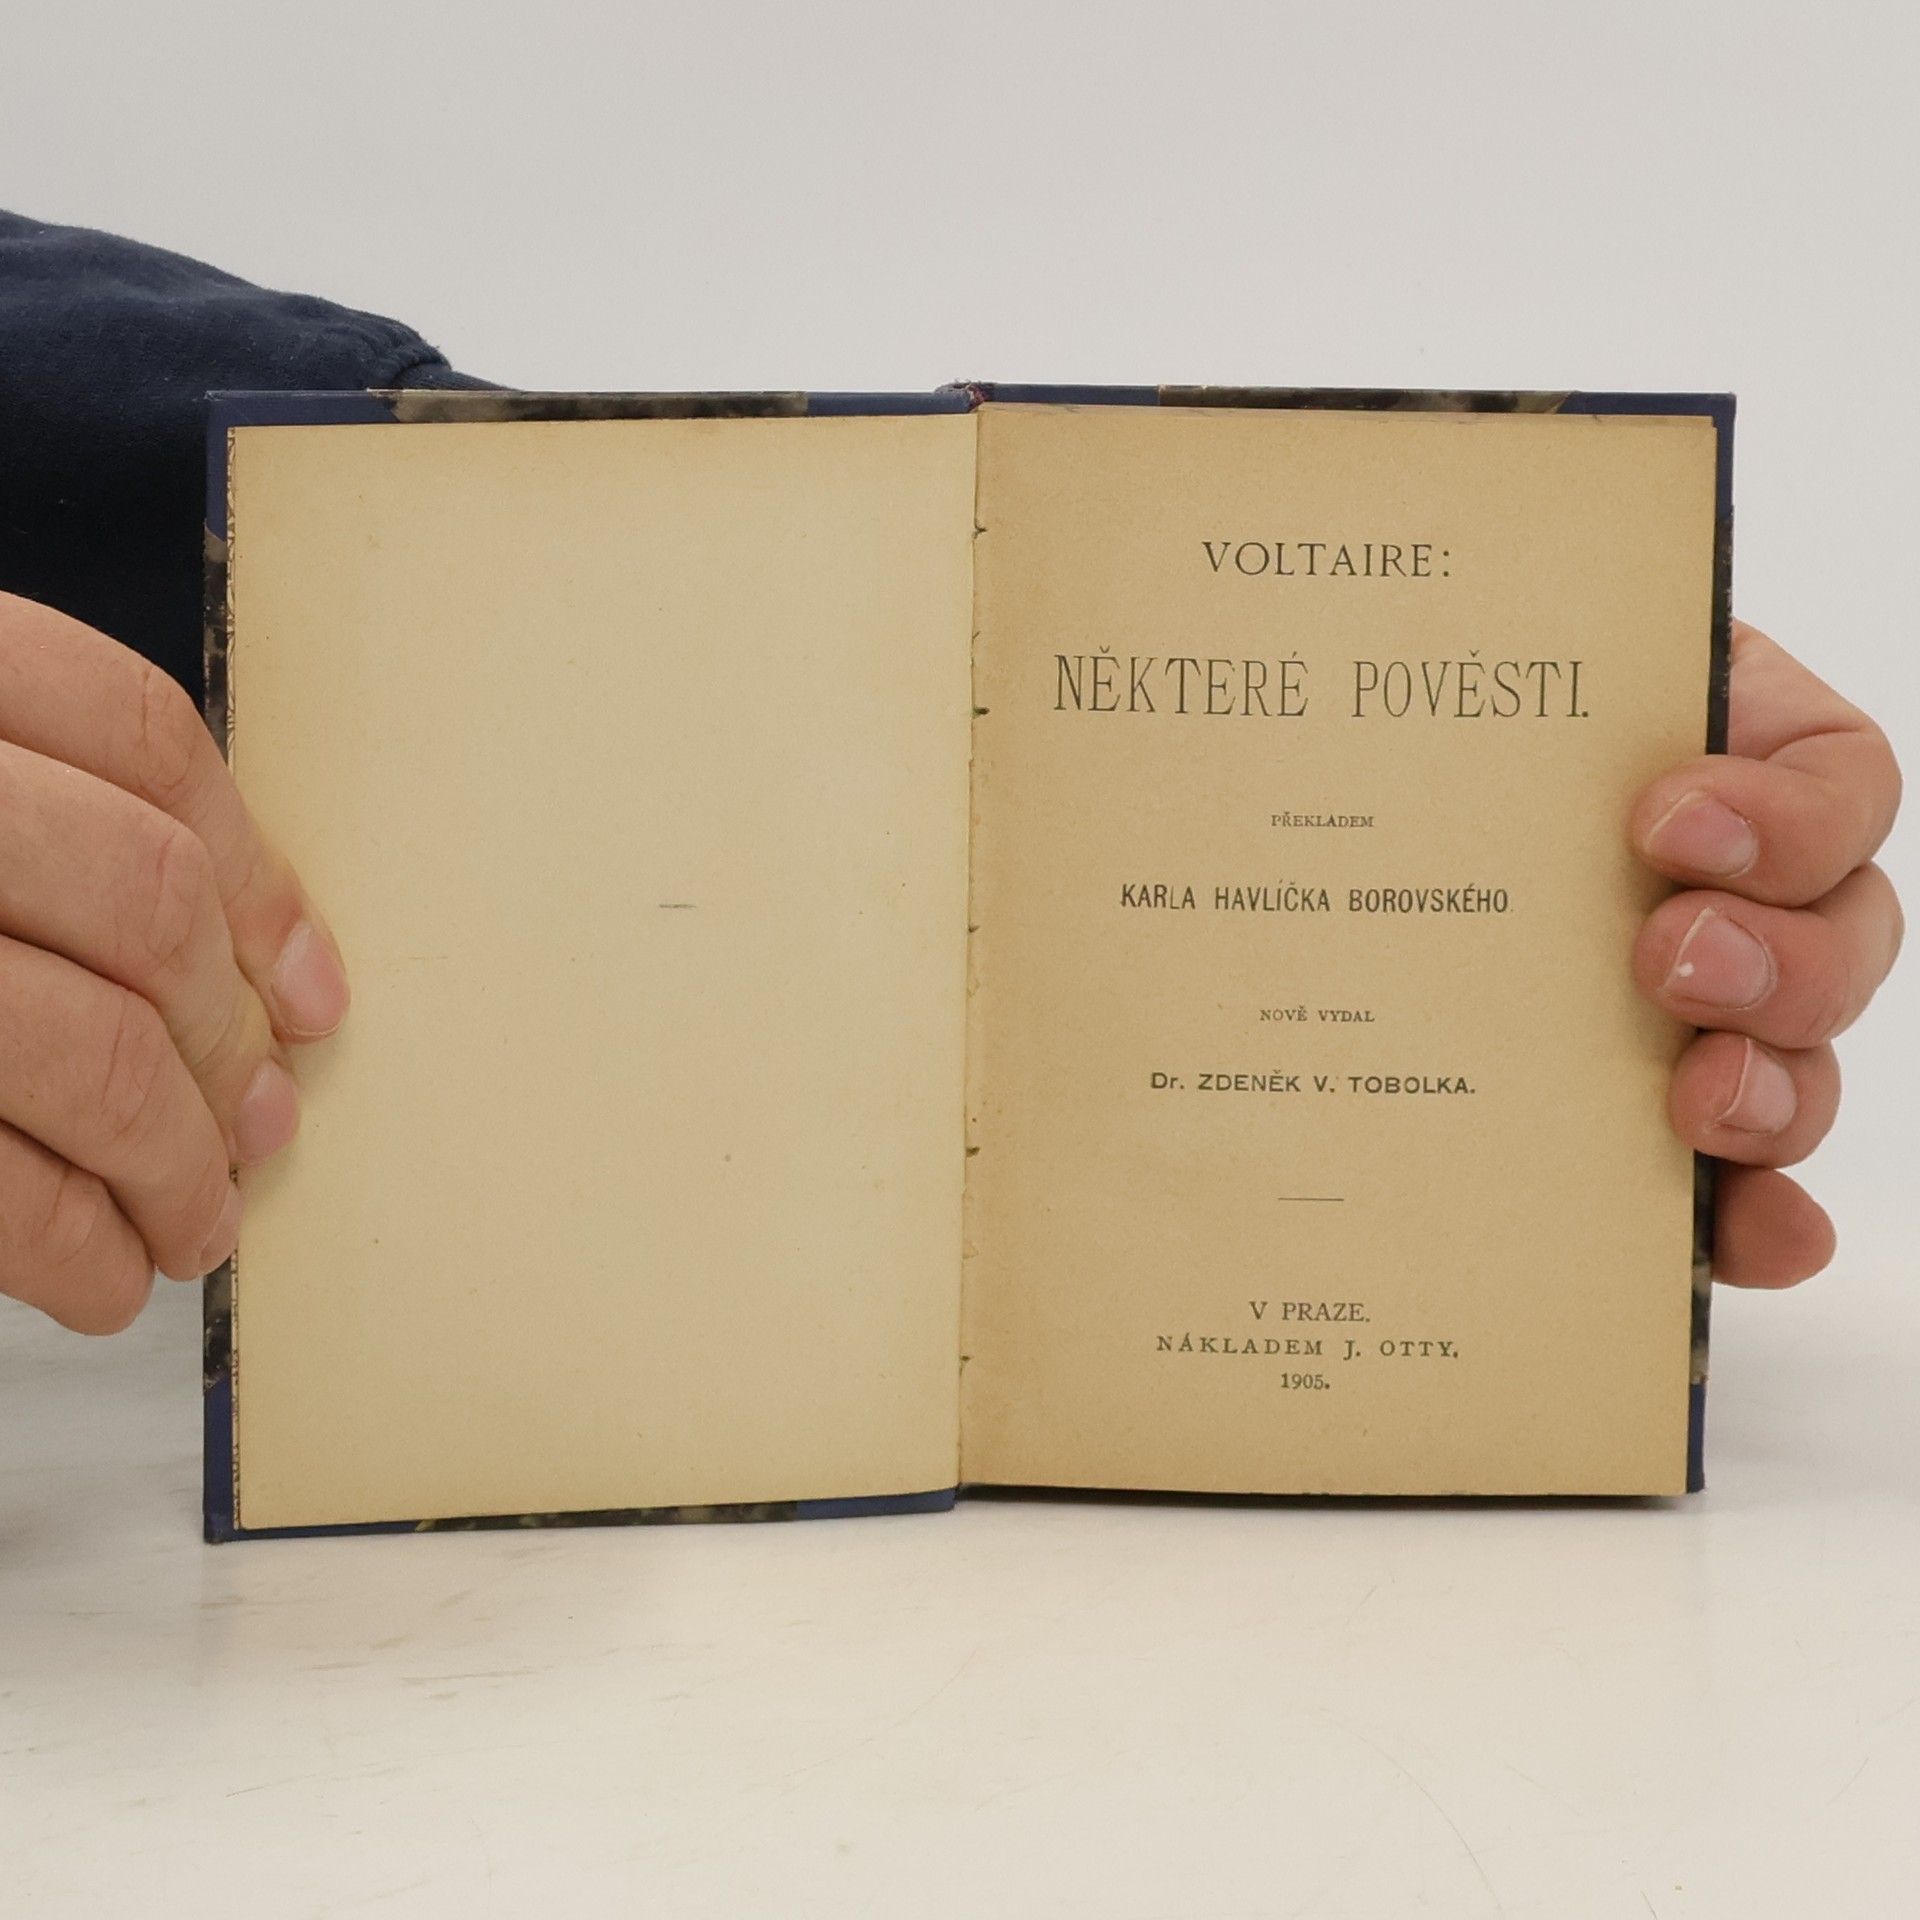 VOLTAIRE:
NĚKTERÉ POVĚSTI.
PŘEKLADEM
KARLA HAVLÍČKA BOROVSKÉHO.
NOVĚ VYDAL
Dr. ZDENĚK V. TOBOLKA.
V PRAZE.
NÁKLADEM J. OTTY.
1905.